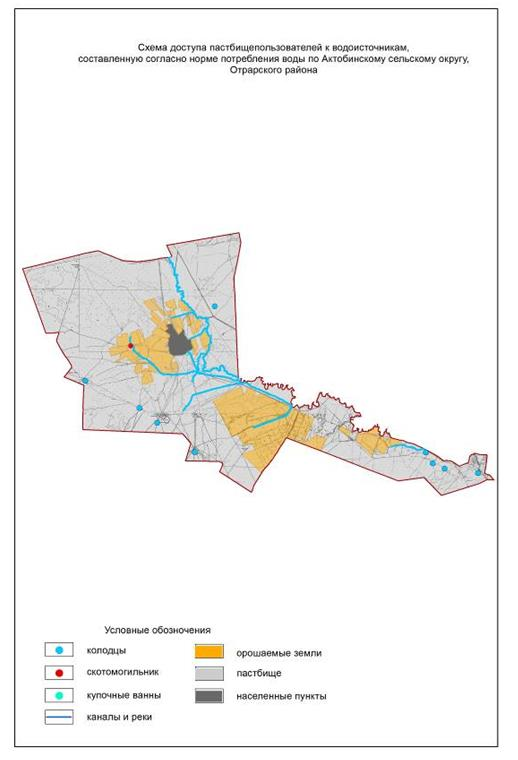 Схема доступа пастбищепользователей к водоисточникам,
составленную согласно норме потребления воды по Актобинскому сельскому округу,
Отрарского района
Условные обозночения
колодцы
скотомогильник
купочные ванны
каналы и реки
орошаемые земли
пастбище
населенные пункты